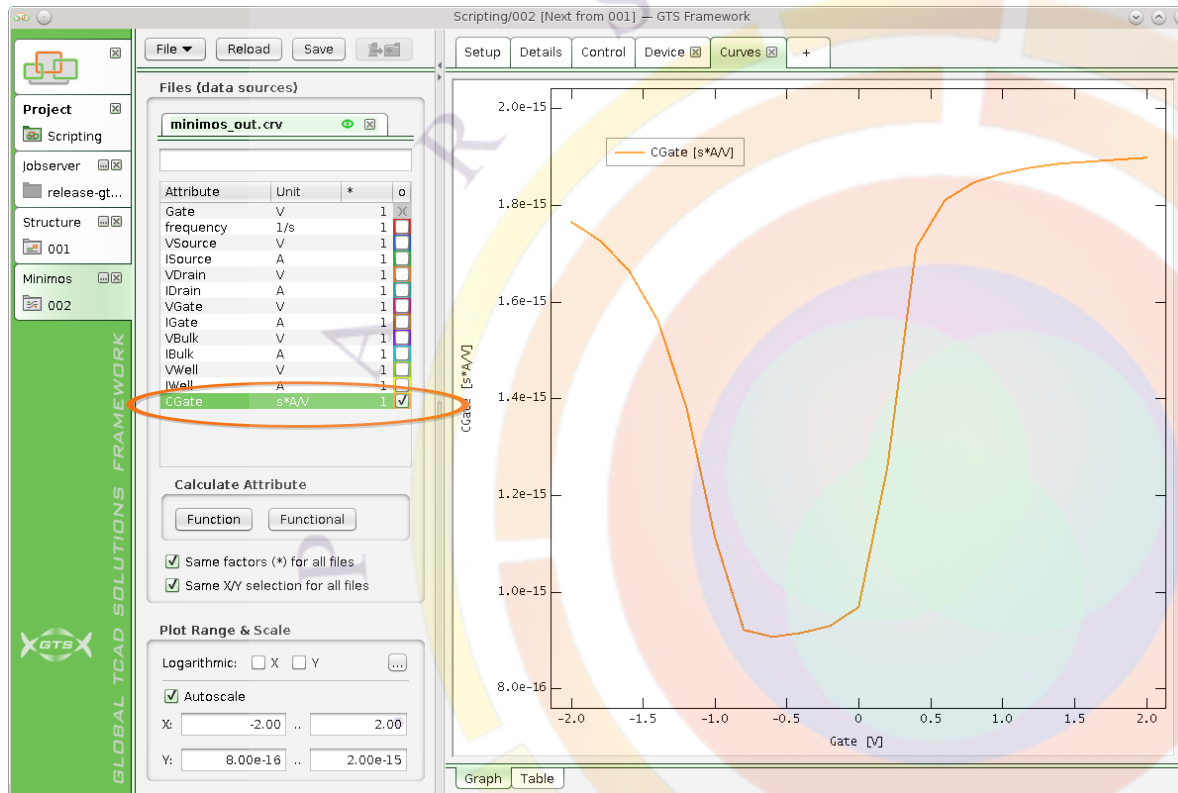 Scripting/002 [Next from 001] — GTS Framework
File
Reload
Save
Setup
Details
Control
Device
Curves
+
Project
Scripting
Jobserver
release-gt...
Structure
001
Minimos
002
GLOBAL TCAD SOLUTIONS FRAMEWORK
GTS
Files (data sources)
minimos_out.crv
Attribute Unit * o
Gate V 1 X
frequency 1/s 1
VSource V 1
ISource A 1
VDrain V 1
IDrain A 1
VGate V 1
IGate A 1
VBulk V 1
IBulk A 1
VWell V 1
IWell A 1
CGate s*A/V 1
Calculate Attribute
Function
Functional
Same factors (*) for all files
Same X/Y selection for all files
Plot Range & Scale
Logarithmic: X Y ...
Autoscale
X: -2.00 .. 2.00
Y: 8.00e-16 .. 2.00e-15
CGate [s*A/V]
2.0e-15
1.8e-15
1.6e-15
1.4e-15
1.2e-15
1.0e-15
8.0e-16
CGate [s*A/V]
-2.0 -1.5 -1.0 -0.5 0 0.5 1.0 1.5 2.0
Gate [V]
Graph
Table
P A R S